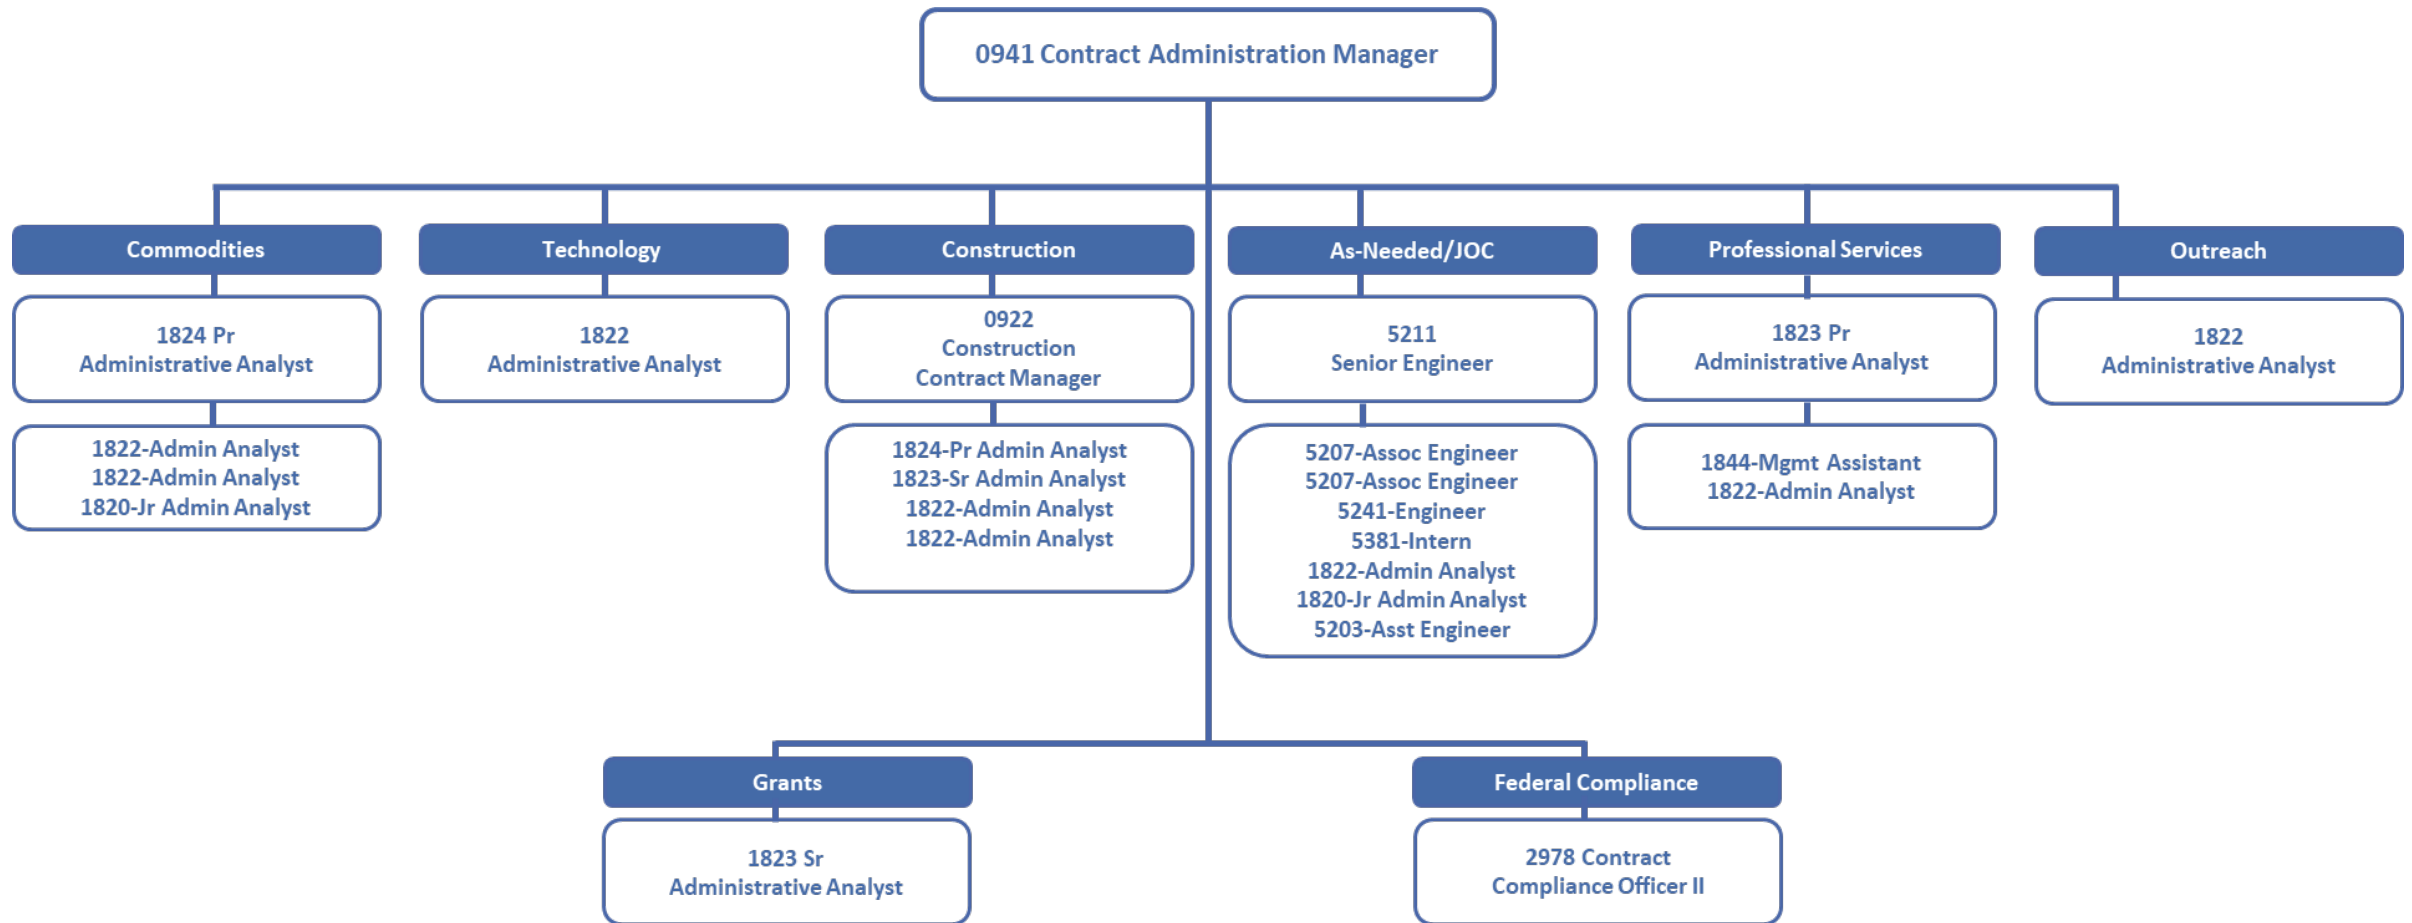 0941 Contract Administration Manager
Commodities
1824 Pr
Administrative Analyst
1822-Admin Analyst
1822-Admin Analyst
1820-Jr Admin Analyst
Technology
1822
Administrative Analyst
Construction
0922
Construction
Contract Manager
1824-Pr Admin Analyst
1823-Sr Admin Analyst
1822-Admin Analyst
1822-Admin Analyst
As-Needed/JOC
5211
Senior Engineer
5207-Assoc Engineer
5207-Assoc Engineer
5241-Engineer
5381-Intern
1822-Admin Analyst
1820-Jr Admin Analyst
5203-Asst Engineer
Professional Services
1823 Pr
Administrative Analyst
1844-Mgmt Assistant
1822-Admin Analyst
Outreach
1822
Administrative Analyst
Grants
1823 Sr
Administrative Analyst
Federal Compliance
2978 Contract
Compliance Officer II